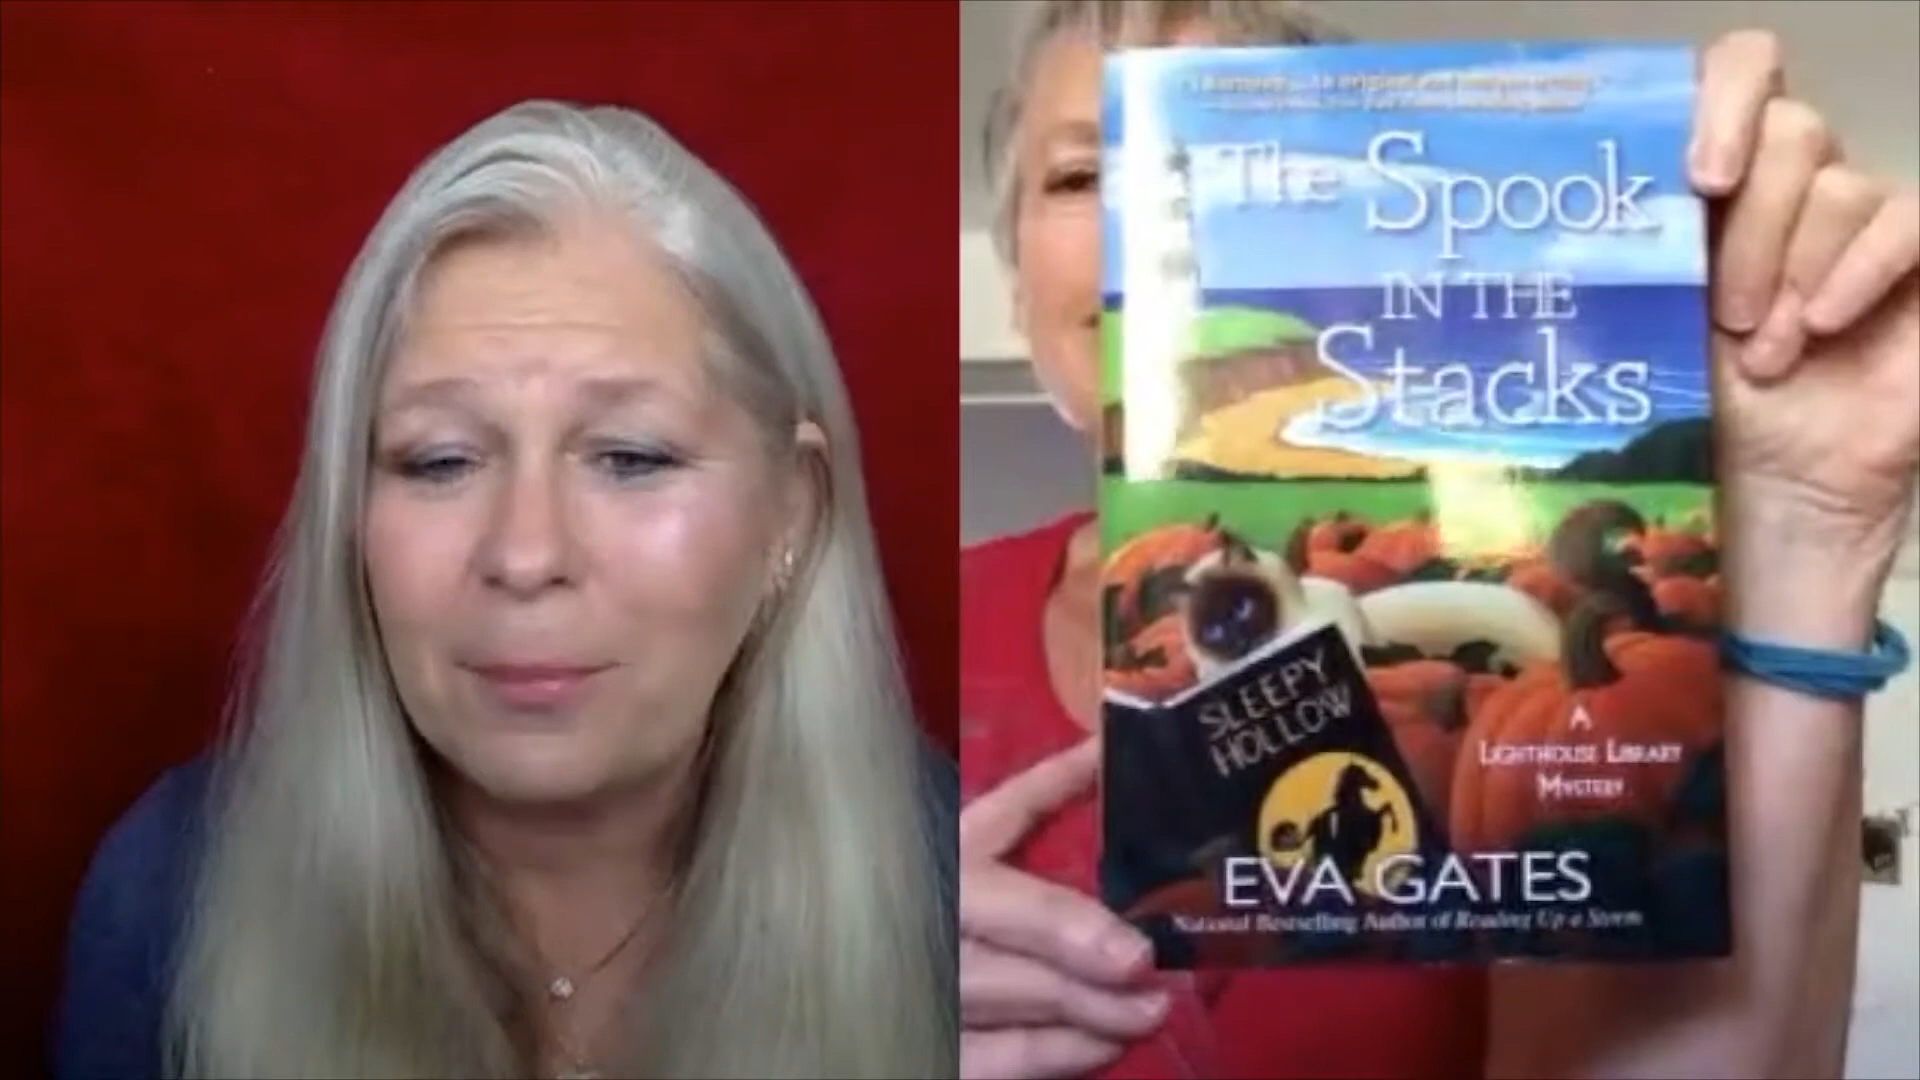 The Spook
IN THE
Stacks
SLEEPY
HOLLOW
A
LIGHTHOUSE LIBRARY
MYSTERY
EVA GATES
National Bestselling Author of Reading Up a Storm